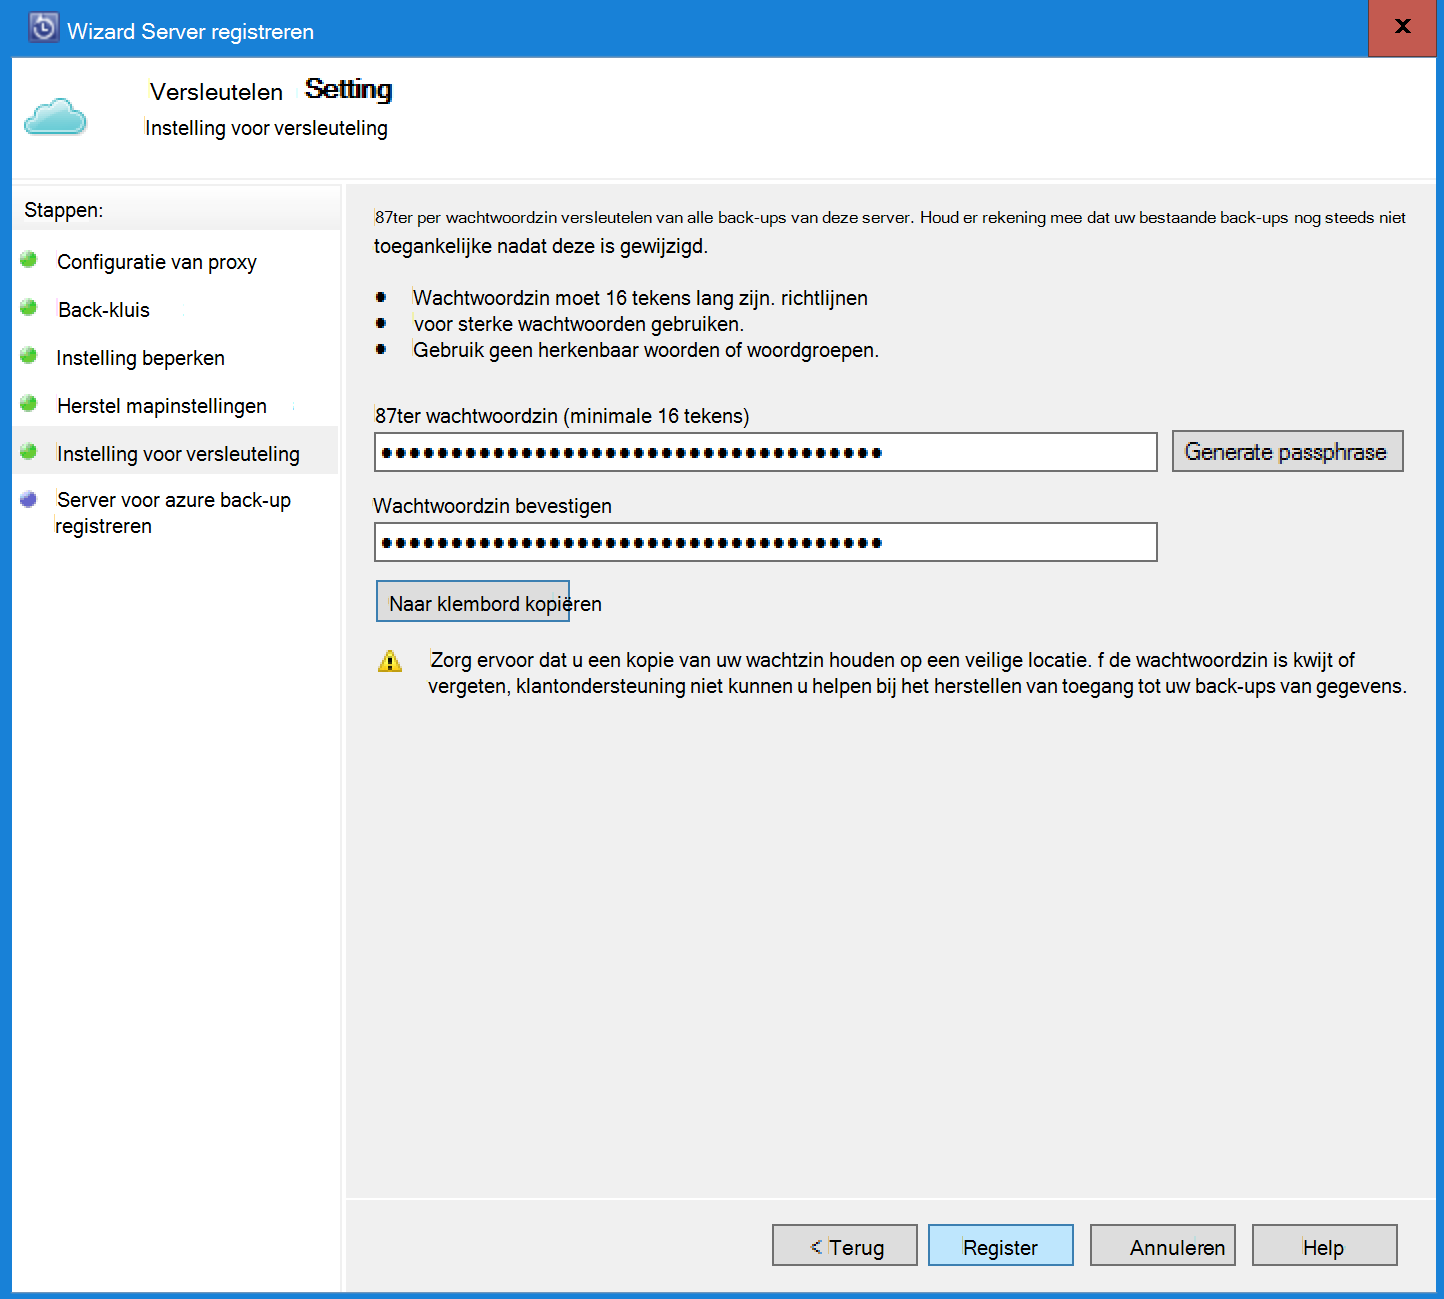 Wizard Server registreren
x
Versleutelen Setting
Instelling voor versleuteling
Stappen:
Configuratie van proxy
Back-kluis
Instelling beperken
Herstel mapinstellingen
Instelling voor versleuteling
Server voor azure back-up
registreren
87ter per wachtwoordzin versleutelen van alle back-ups van deze server. Houd er rekening mee dat uw bestaande back-ups nog steeds niet
toegankelijke nadat deze is gewijzigd.
• Wachtwoordzin moet 16 tekens lang zijn. richtlijnen
• voor sterke wachtwoorden gebruiken.
• Gebruik geen herkenbaar woorden of woordgroepen.
87ter wachtwoordzin (minimale 16 tekens)
Generate passphrase
Wachtwoordzin bevestigen
Naar klembord kopiëren
Zorg ervoor dat u een kopie van uw wachtzin houden op een veilige locatie. f de wachtwoordzin is kwijt of
vergeten, klantondersteuning niet kunnen u helpen bij het herstellen van toegang tot uw back-ups van gegevens.
< Terug Register Annuleren Help